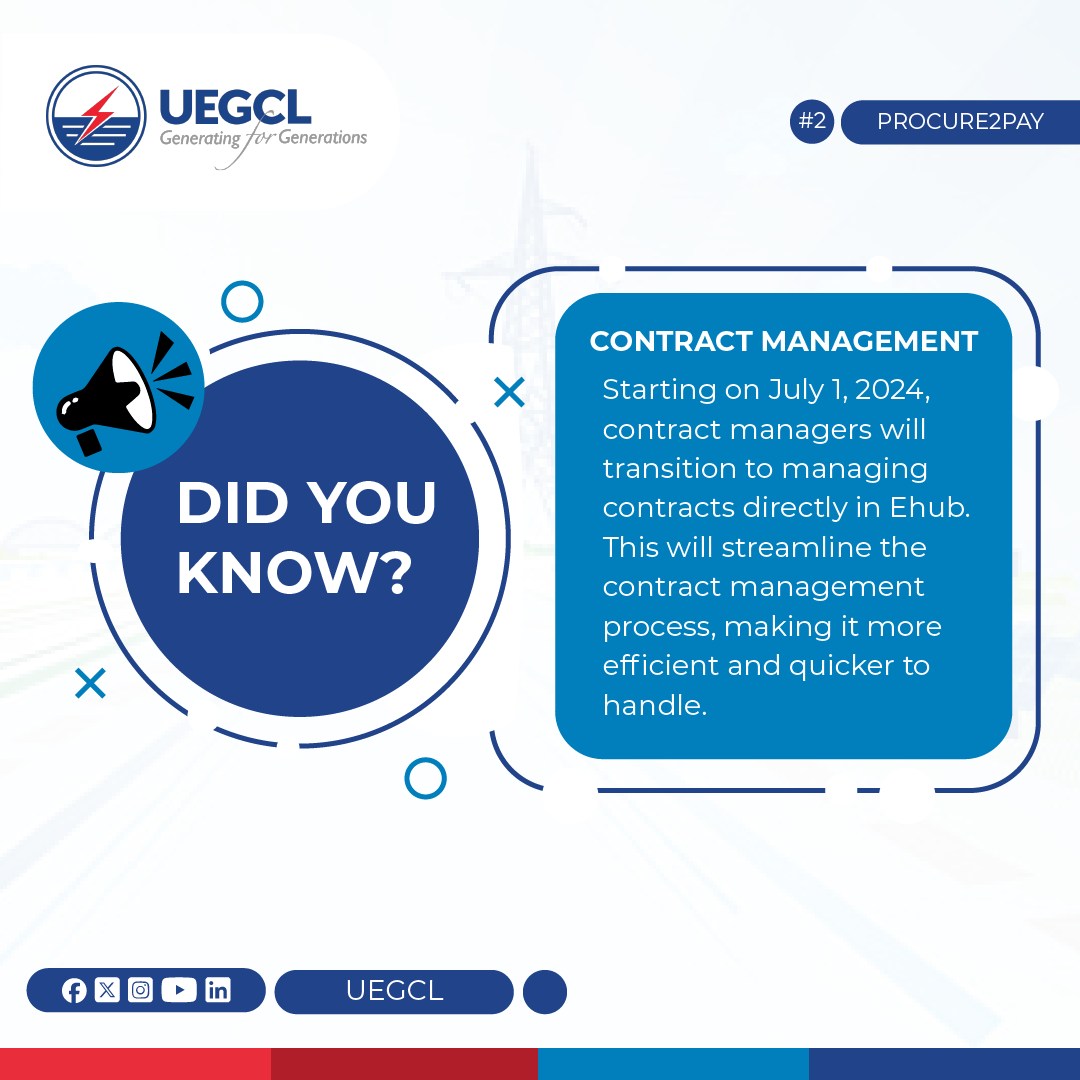 UEGCL
Generating for Generations
#2
PROCURE2PAY
DID YOU
KNOW?
CONTRACT MANAGEMENT
Starting on July 1, 2024,
contract managers will
transition to managing
contracts directly in Ehub.
This will streamline the
contract management
process, making it more
efficient and quicker to
handle.
UEGCL